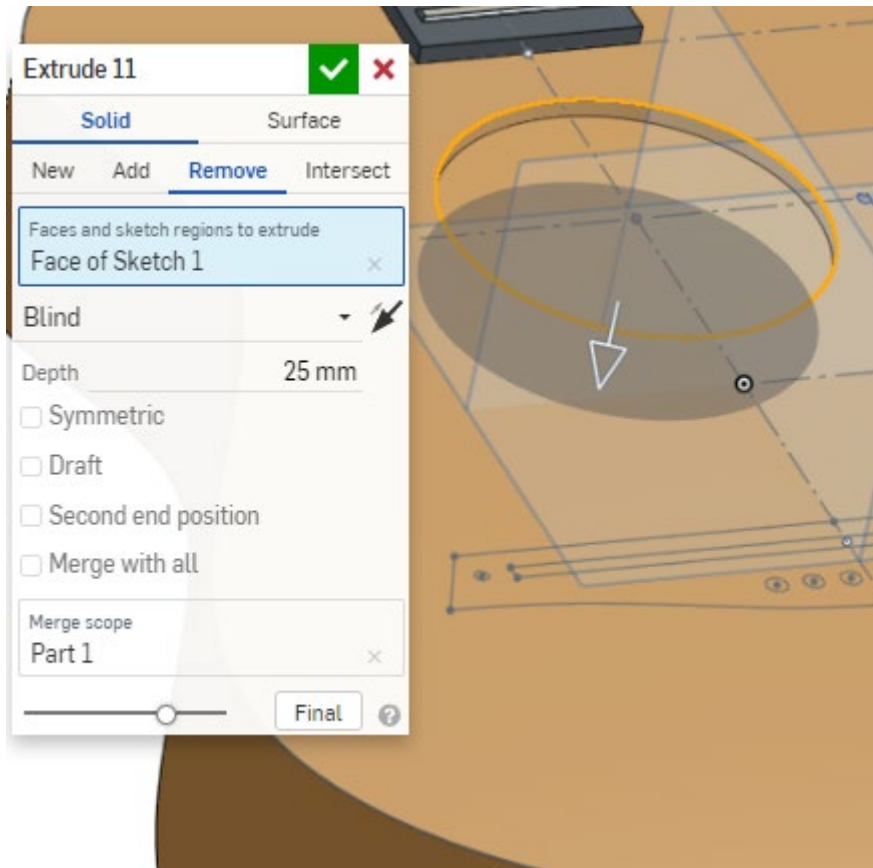 Extrude 11
Solid Surface
New Add Remove Intersect
Faces and sketch regions to extrude
Face of Sketch 1
Blind
Depth 25 mm
Symmetric
Draft
Second end position
Merge with all
Merge scope
Part 1
Final